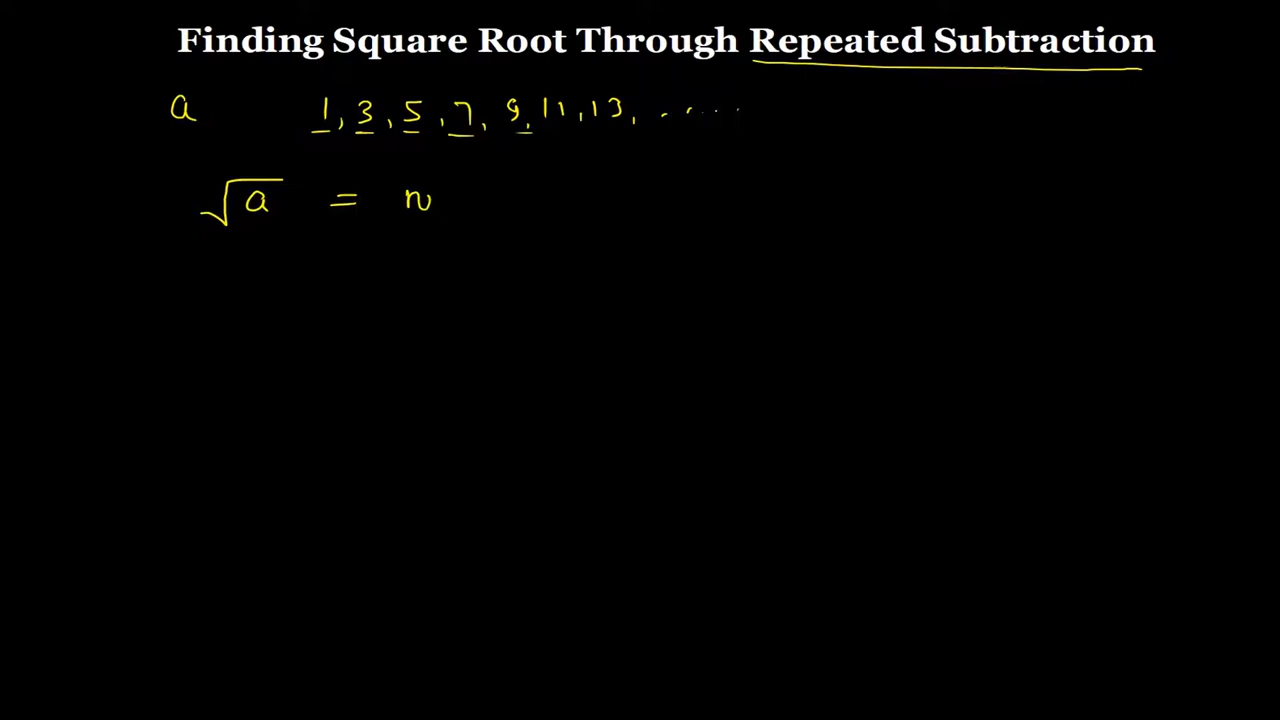 Finding Square Root Through Repeated Subtraction
a 1, 3, 5, 7, 9, 11, 13, .....
√a = n